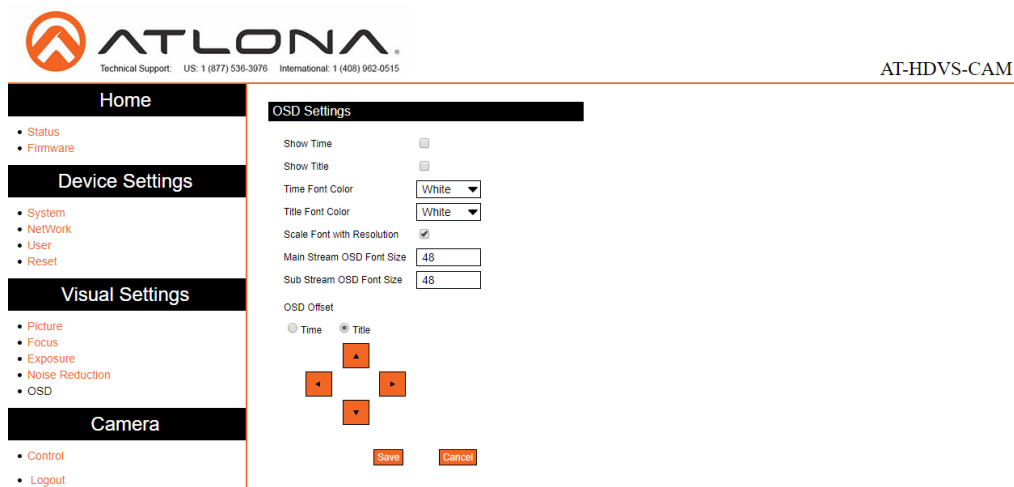 ATLONA.
Technical Support: US: 1 (877) 536-3976 International: 1 (408) 962-0515
AT-HDVS-CAM
Home
Status
Firmware
Device Settings
System
NetWork
User
Reset
Visual Settings
Picture
Focus
Exposure
Noise Reduction
OSD
Camera
Control
Logout
OSD Settings
Show Time
Show Title
Time Font Color White
Title Font Color White
Scale Font with Resolution
Main Stream OSD Font Size 48
Sub Stream OSD Font Size 48
OSD Offset
Time Title
Save Cancel